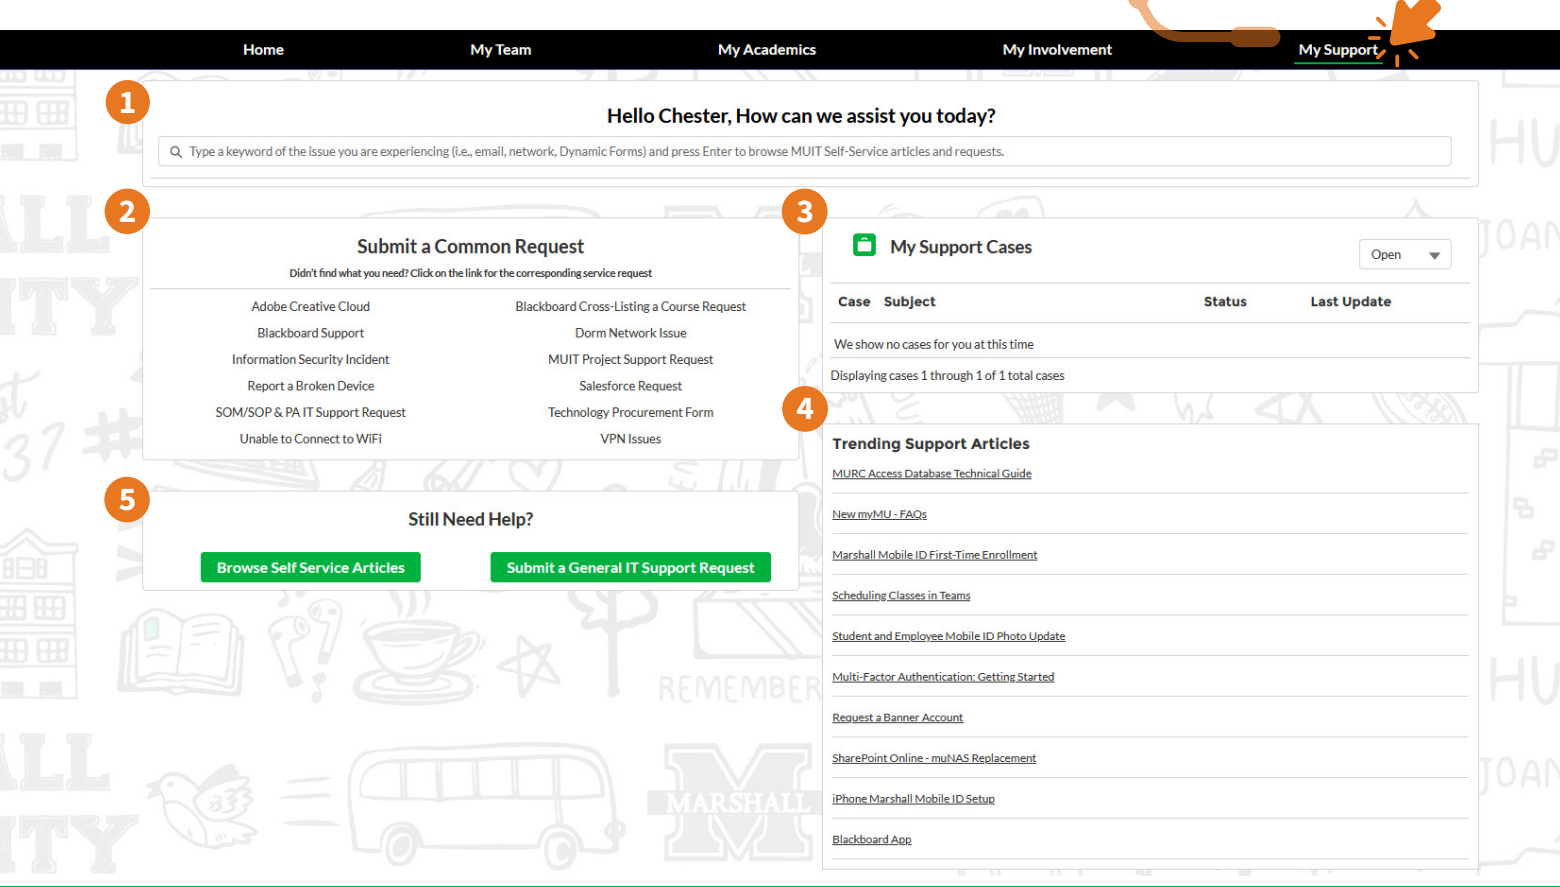 Home My Team My Academics My Involvement My Support
1
Hello Chester, How can we assist you today?
Type a keyword of the issue you are experiencing (i.e., email, network, Dynamic Forms) and press Enter to browse MUIT Self-Service articles and requests.
2
Submit a Common Request
Didn't find what you need? Click on the link for the corresponding service request
Adobe Creative Cloud Blackboard Cross-Listing a Course Request
Blackboard Support Dorm Network Issue
Information Security Incident MUIT Project Support Request
Report a Broken Device Salesforce Request
SOM/SOP & PA IT Support Request Technology Procurement Form
Unable to Connect to WiFi VPN Issues
3
My Support Cases
Open
Case Subject Status Last Update
We show no cases for you at this time
Displaying cases 1 through 1 of 1 total cases
4
Trending Support Articles
MURC Access Database Technical Guide
New myMU - FAQs
Marshall Mobile ID First-Time Enrollment
Scheduling Classes in Teams
Student and Employee Mobile ID Photo Update
Multi-Factor Authentication: Getting Started
Request a Banner Account
SharePoint Online - muNAS Replacement
iPhone Marshall Mobile ID Setup
Blackboard App
5
Still Need Help?
Browse Self Service Articles Submit a General IT Support Request
REMEMBER
MARSHALL